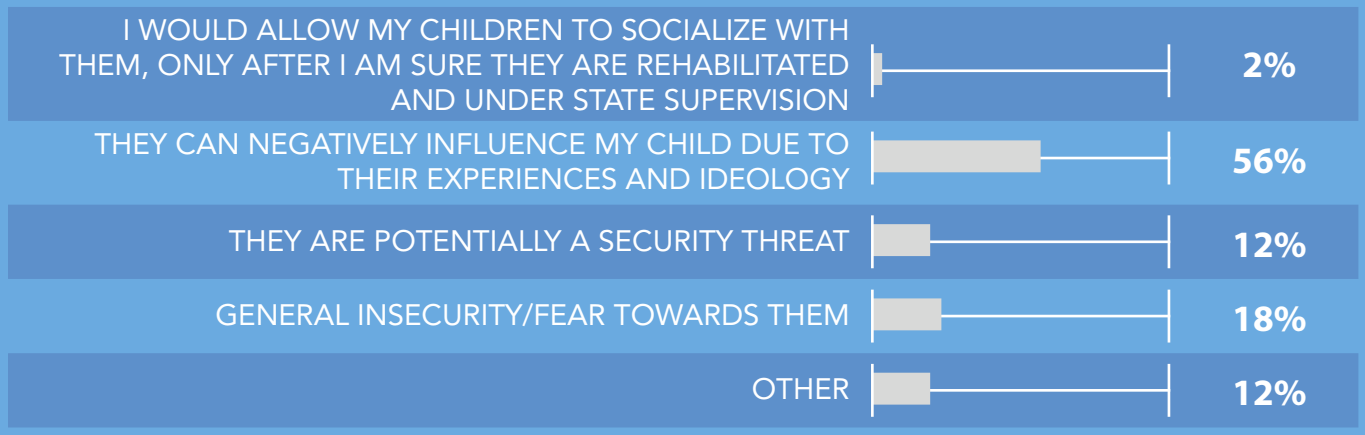 I WOULD ALLOW MY CHILDREN TO SOCIALIZE WITH
THEM, ONLY AFTER I AM SURE THEY ARE REHABILITATED
AND UNDER STATE SUPERVISION
2%
THEY CAN NEGATIVELY INFLUENCE MY CHILD DUE TO
THEIR EXPERIENCES AND IDEOLOGY
56%
THEY ARE POTENTIALLY A SECURITY THREAT
12%
GENERAL INSECURITY/FEAR TOWARDS THEM
18%
OTHER
12%